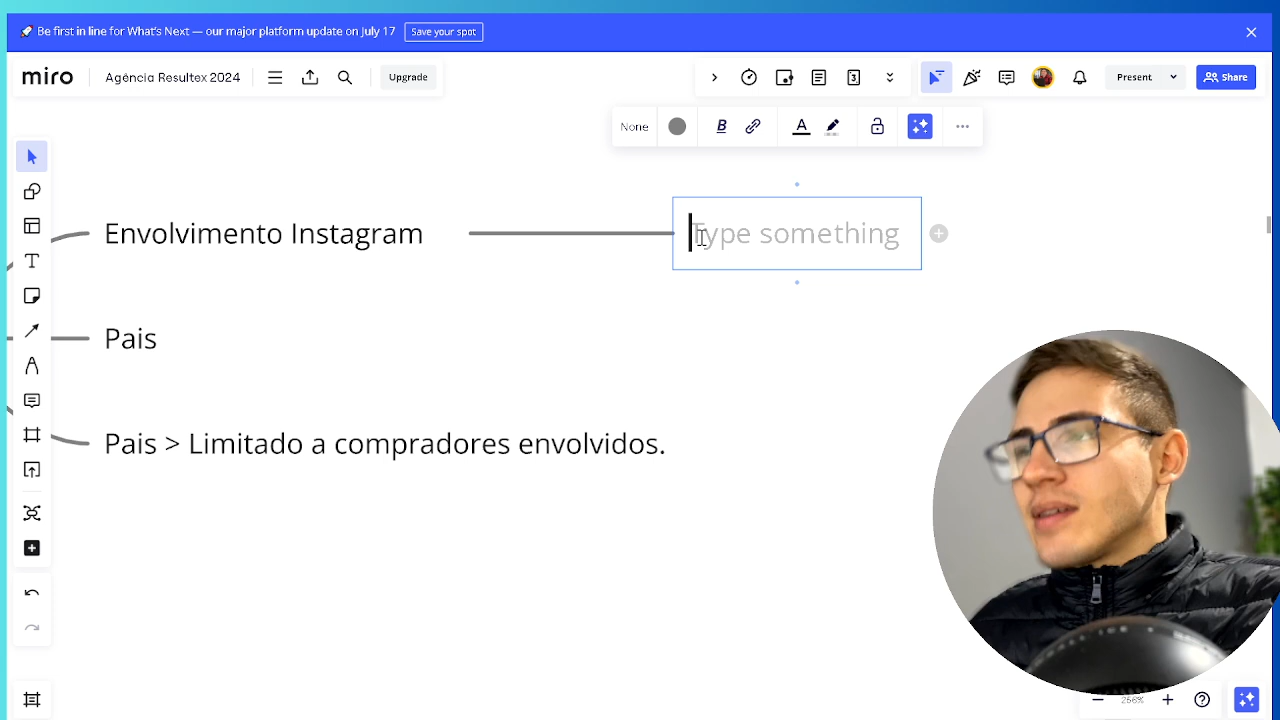 🚀 Be first in line for What's Next — our major platform update on July 17 Save your spot
miro Agência Resultex 2024 Upgrade Present Share
None B A
Envolvimento Instagram Type something
Pais
Pais > Limitado a compradores envolvidos.
256%